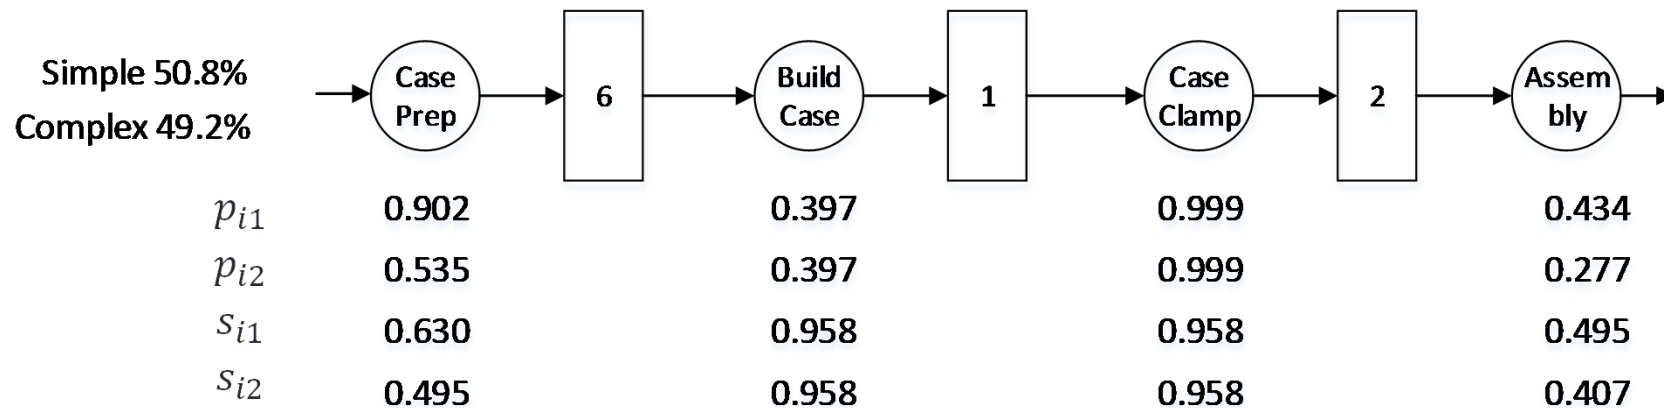 Simple 50.8%
Complex 49.2%
Case
Prep
6
Build
Case
1
Case
Clamp
2
Assem
bly
p_{i1} 0.902 0.397 0.999 0.434
p_{i2} 0.535 0.397 0.999 0.277
s_{i1} 0.630 0.958 0.958 0.495
s_{i2} 0.495 0.958 0.958 0.407